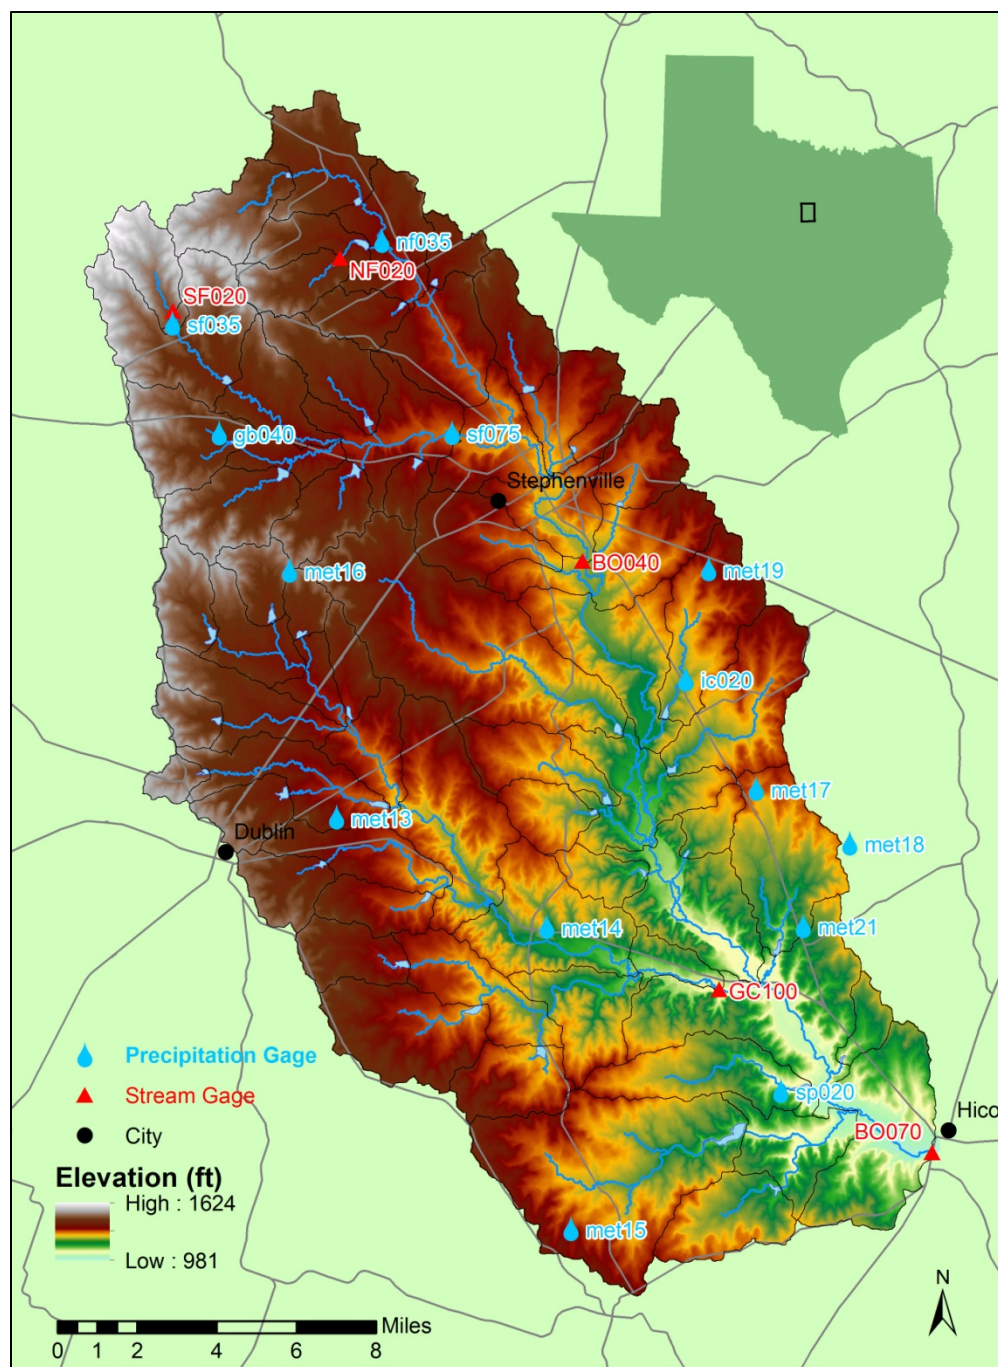 nf035
NF020
SF020
sf035
gb040
sf075
Stephenville
BO040
met16
met19
ic020
met17
met13
Dublin
met18
met14
met21
GC100
Precipitation Gage
Stream Gage
City
sp020
Hico
BO070
Elevation (ft)
High : 1624
Low : 981
met15
N
Miles
0 1 2 4 6 8